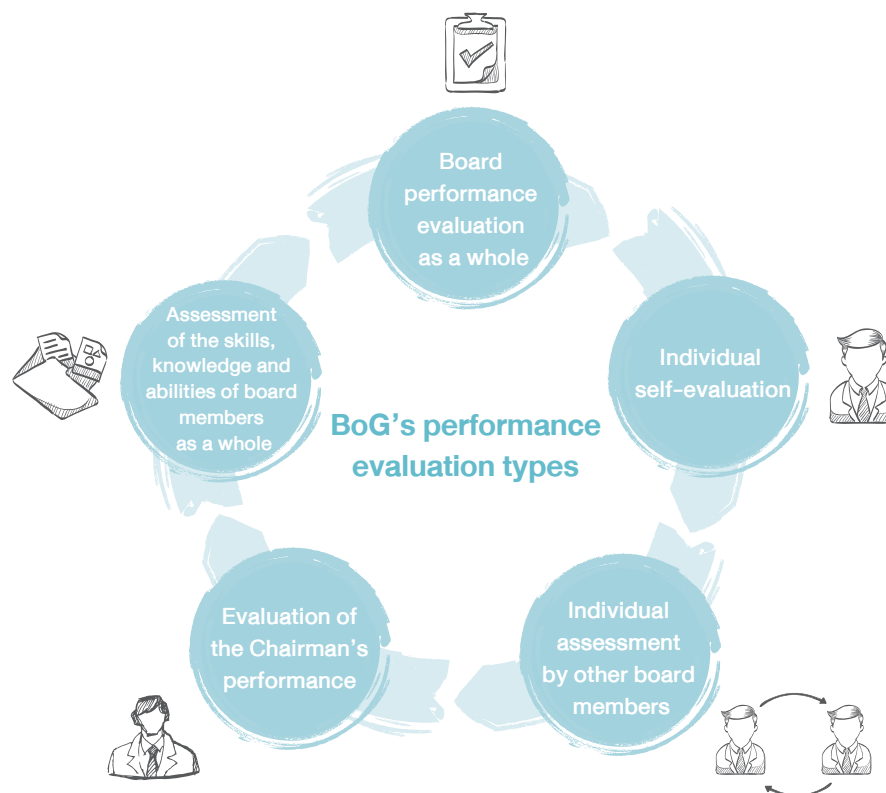 Board
performance
evaluation
as a whole
Individual
self-evaluation
Individual
assessment
by other board
members
Evaluation of
the Chairman's
performance
Assessment
of the skills,
knowledge and
abilities of board
members
as a whole
BoG's performance
evaluation types